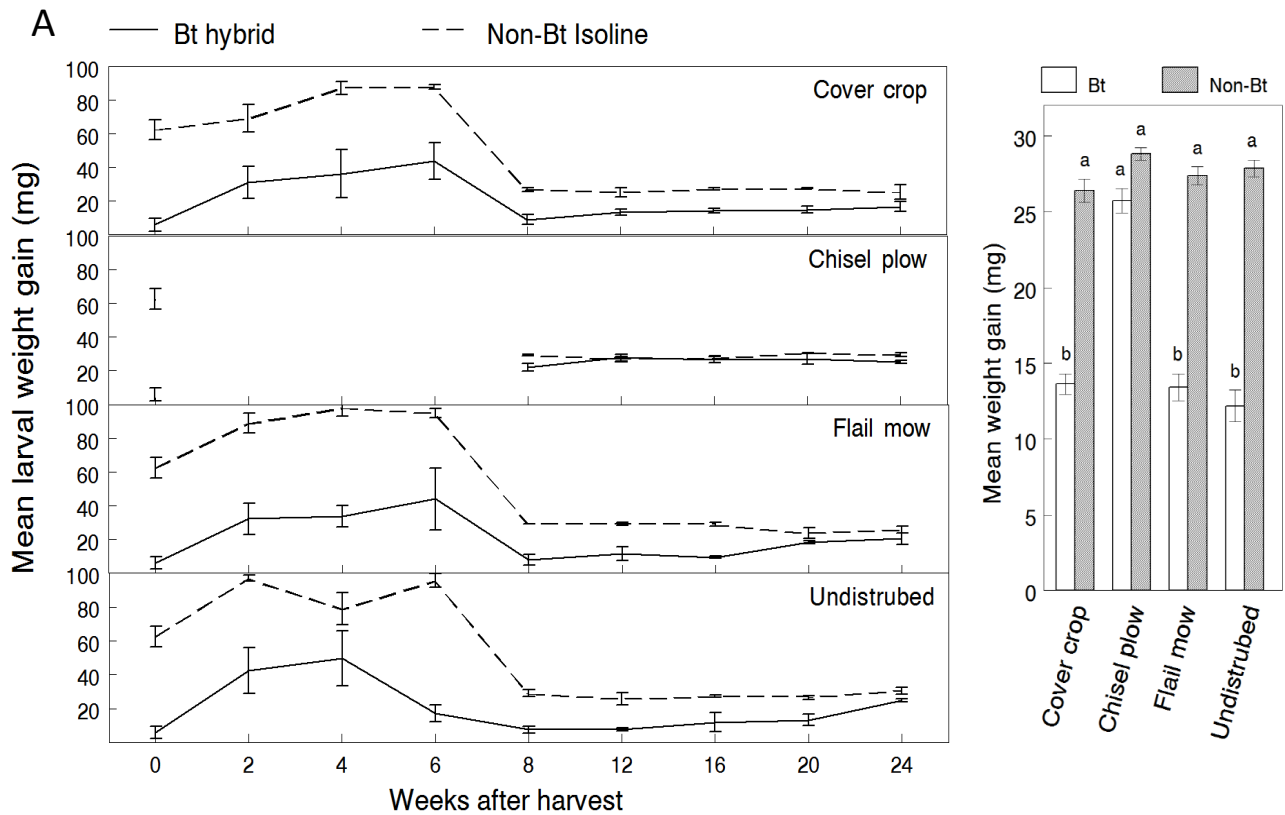 A
Bt hybrid
Non-Bt Isoline
Mean larval weight gain (mg)
100
80
60
40
20
Cover crop
100
80
60
40
20
Chisel plow
100
80
60
40
20
Flail mow
100
80
60
40
20
Undistrubed
0 2 4 6 8 12 16 20 24
Weeks after harvest
Bt
Non-Bt
Mean weight gain (mg)
30
25
20
15
10
5
0
b a a a b a b a
Cover crop
Chisel plow
Flail mow
Undistrubed